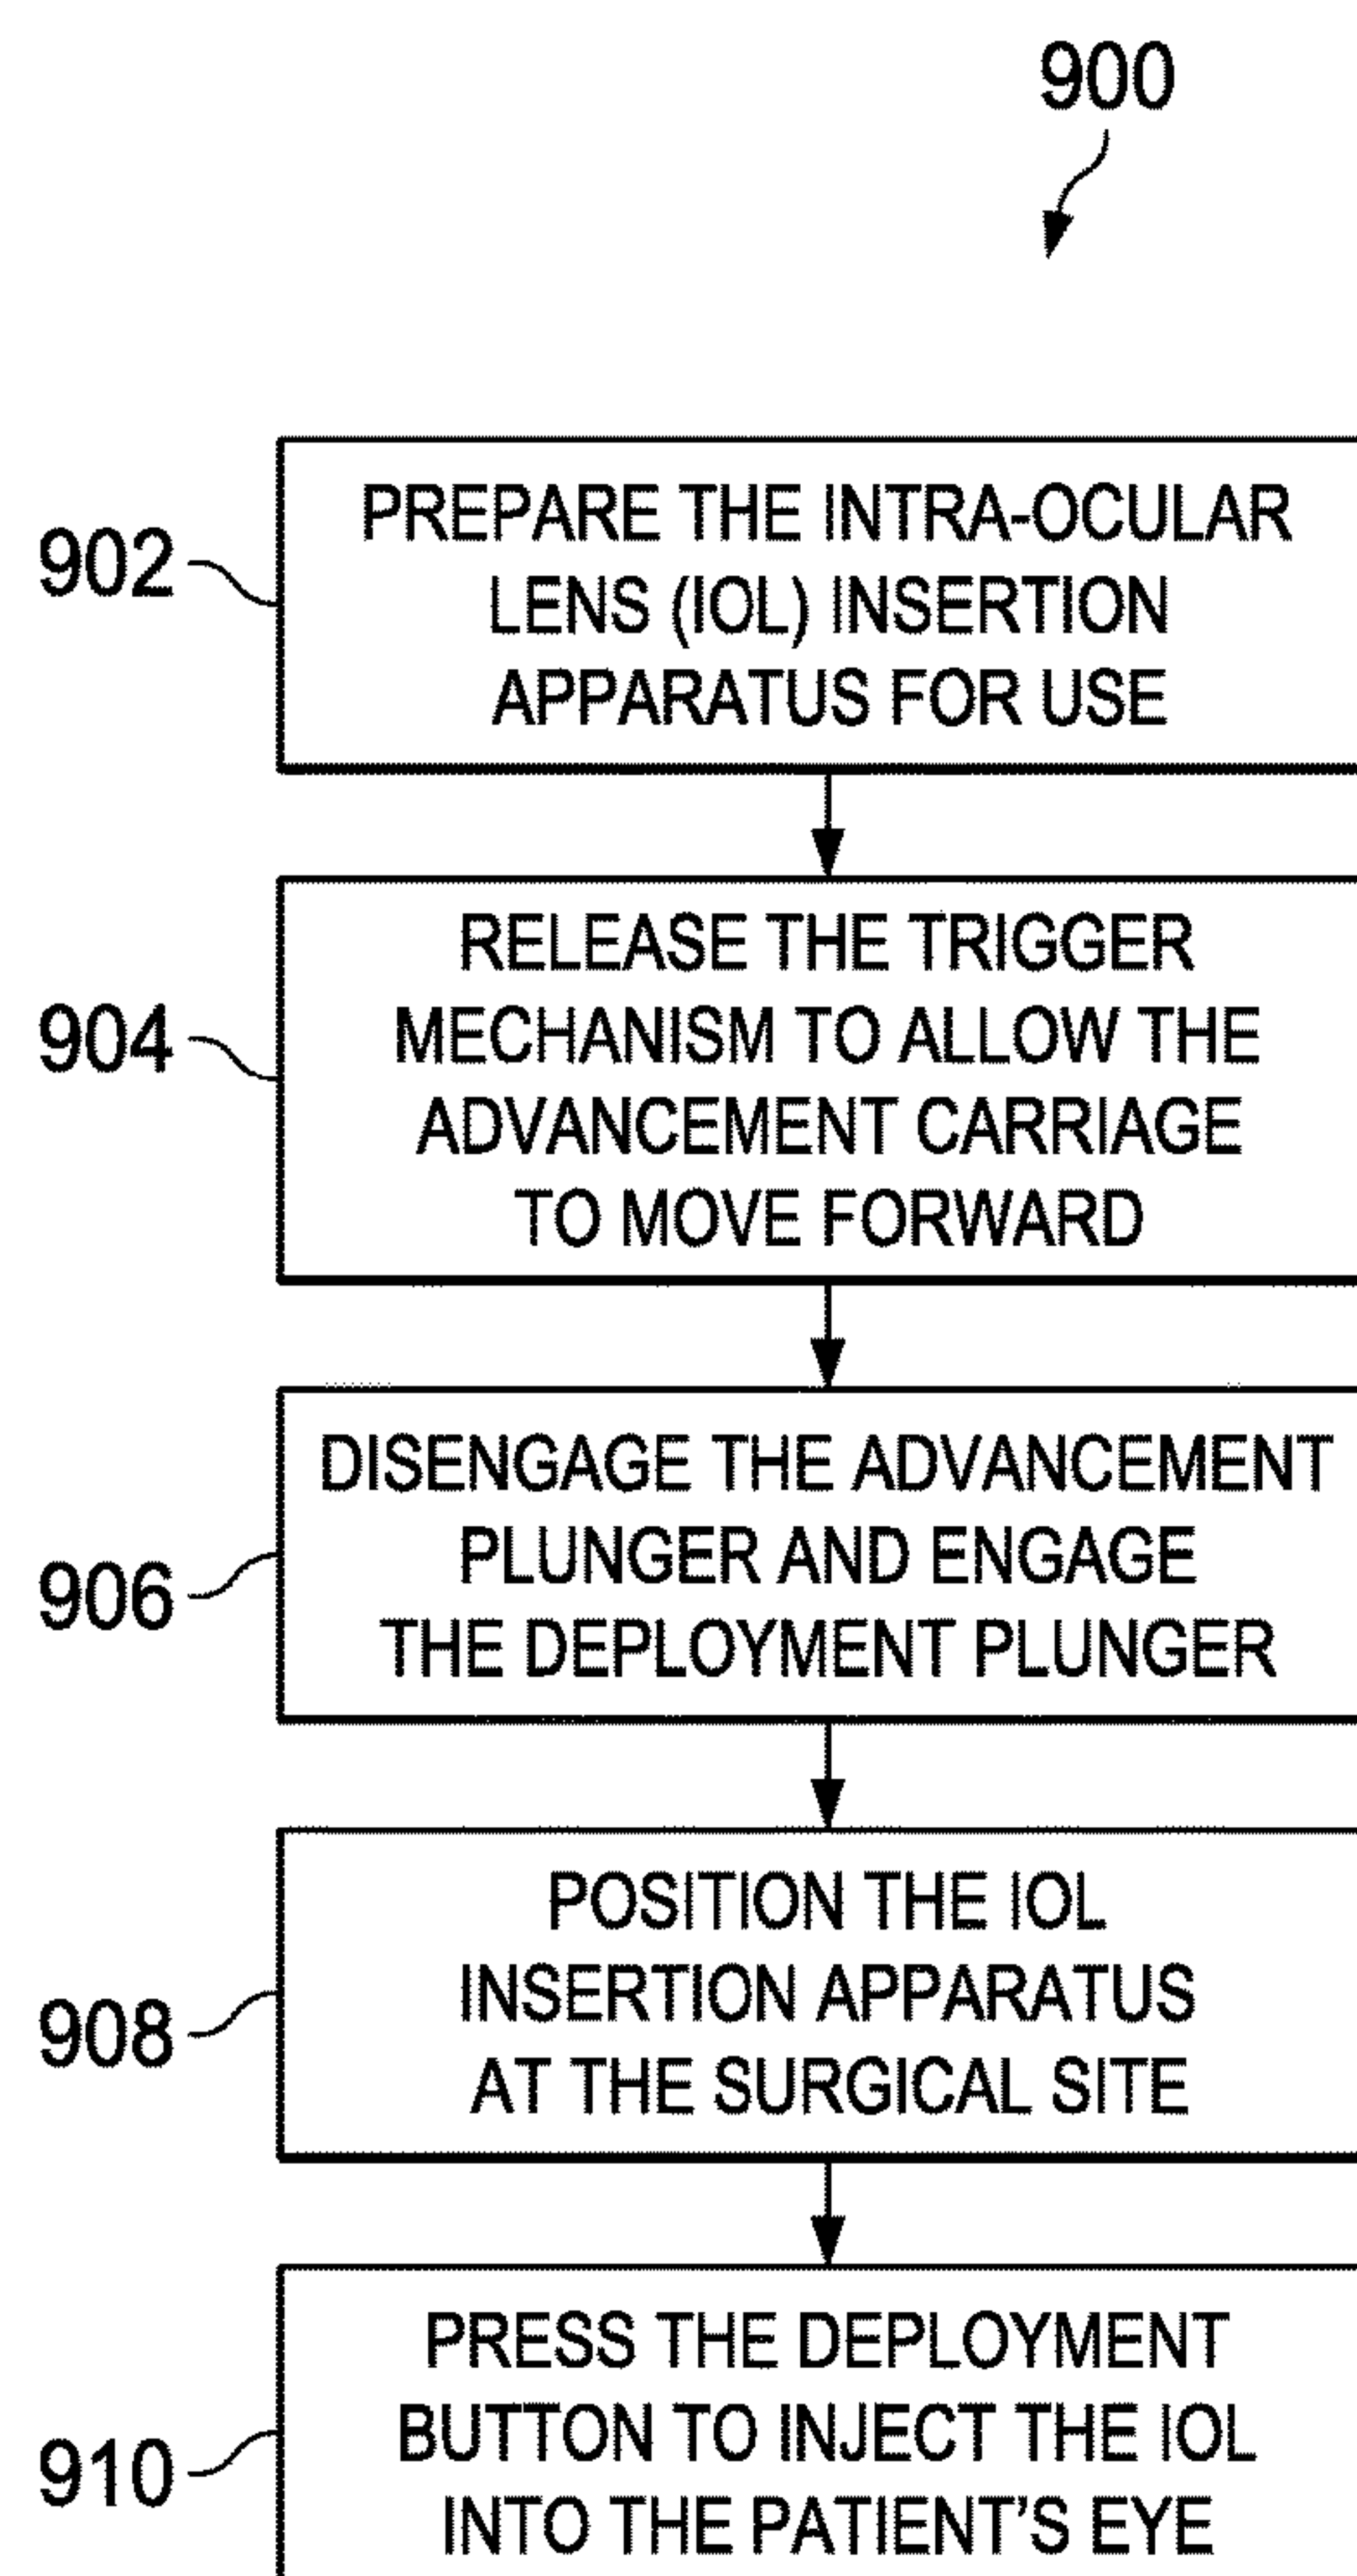 900
902
PREPARE THE INTRA-OCULAR
LENS (IOL) INSERTION
APPARATUS FOR USE
904
RELEASE THE TRIGGER
MECHANISM TO ALLOW THE
ADVANCEMENT CARRIAGE
TO MOVE FORWARD
906
DISENGAGE THE ADVANCEMENT
PLUNGER AND ENGAGE
THE DEPLOYMENT PLUNGER
908
POSITION THE IOL
INSERTION APPARATUS
AT THE SURGICAL SITE
910
PRESS THE DEPLOYMENT
BUTTON TO INJECT THE IOL
INTO THE PATIENT'S EYE